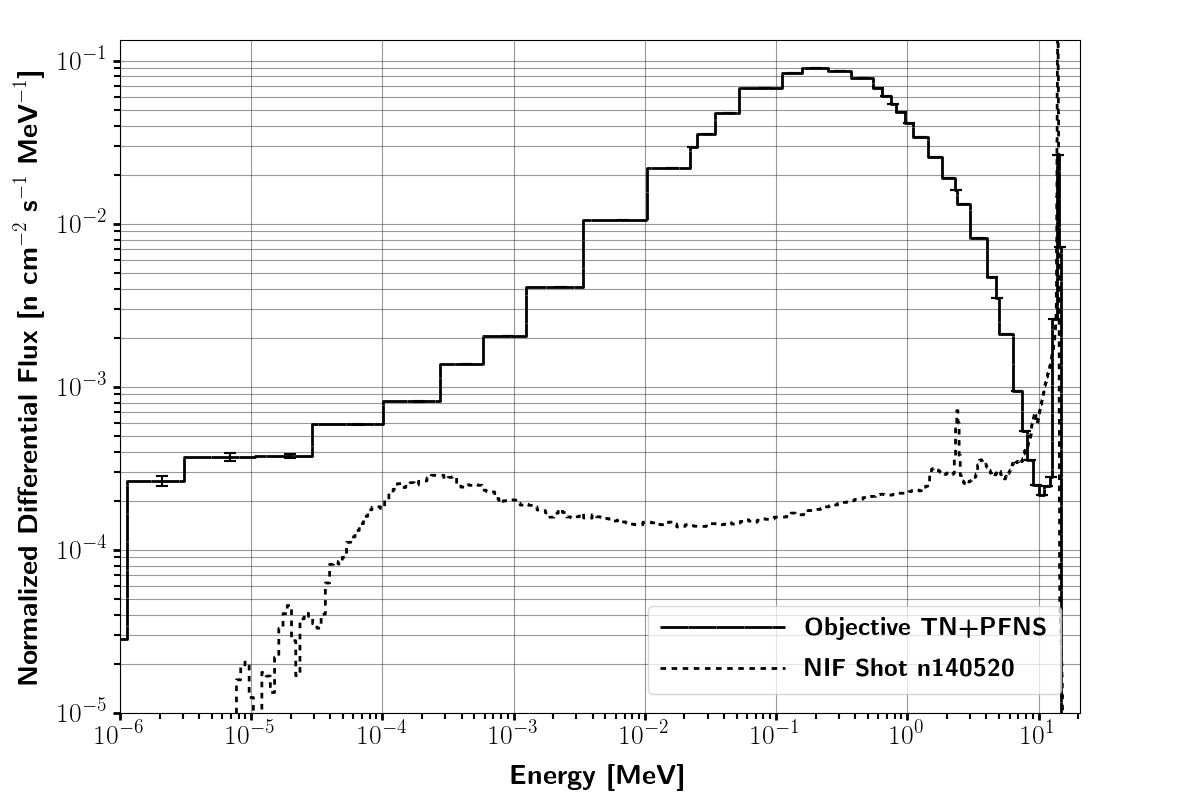 Normalized Differential Flux [n cm⁻² s⁻¹ MeV⁻¹]
10⁻¹
10⁻²
10⁻³
10⁻⁴
10⁻⁵
Objective TN+PFNS
NIF Shot n140520
10⁻⁶ 10⁻⁵ 10⁻⁴ 10⁻³ 10⁻² 10⁻¹ 10⁰ 10¹
Energy [MeV]